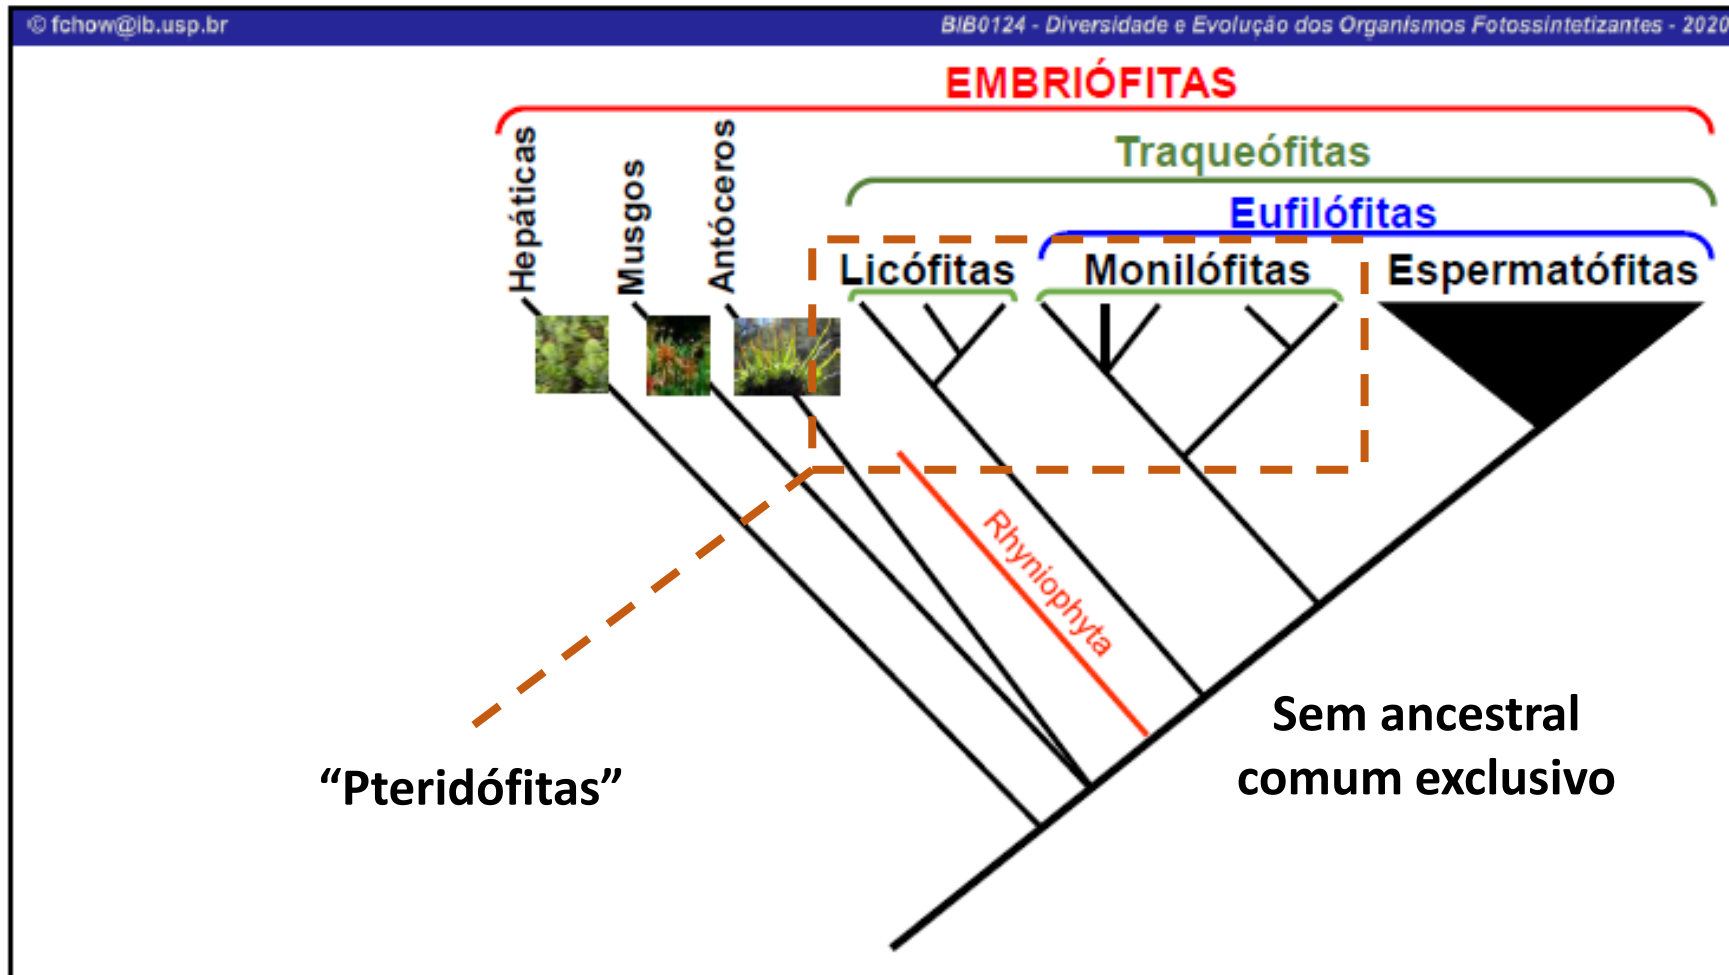 © fchow@ib.usp.br
BIB0124 - Diversidade e Evolução dos Organismos Fotossintetizantes - 2020
EMBRIÓFITAS
Traqueófitas
Eufilófitas
Hepáticas
Musgos
Antóceros
Licófitas
Monilófitas
Espermatófitas
Rhyniophyta
Sem ancestral
comum exclusivo
“Pteridófitas”